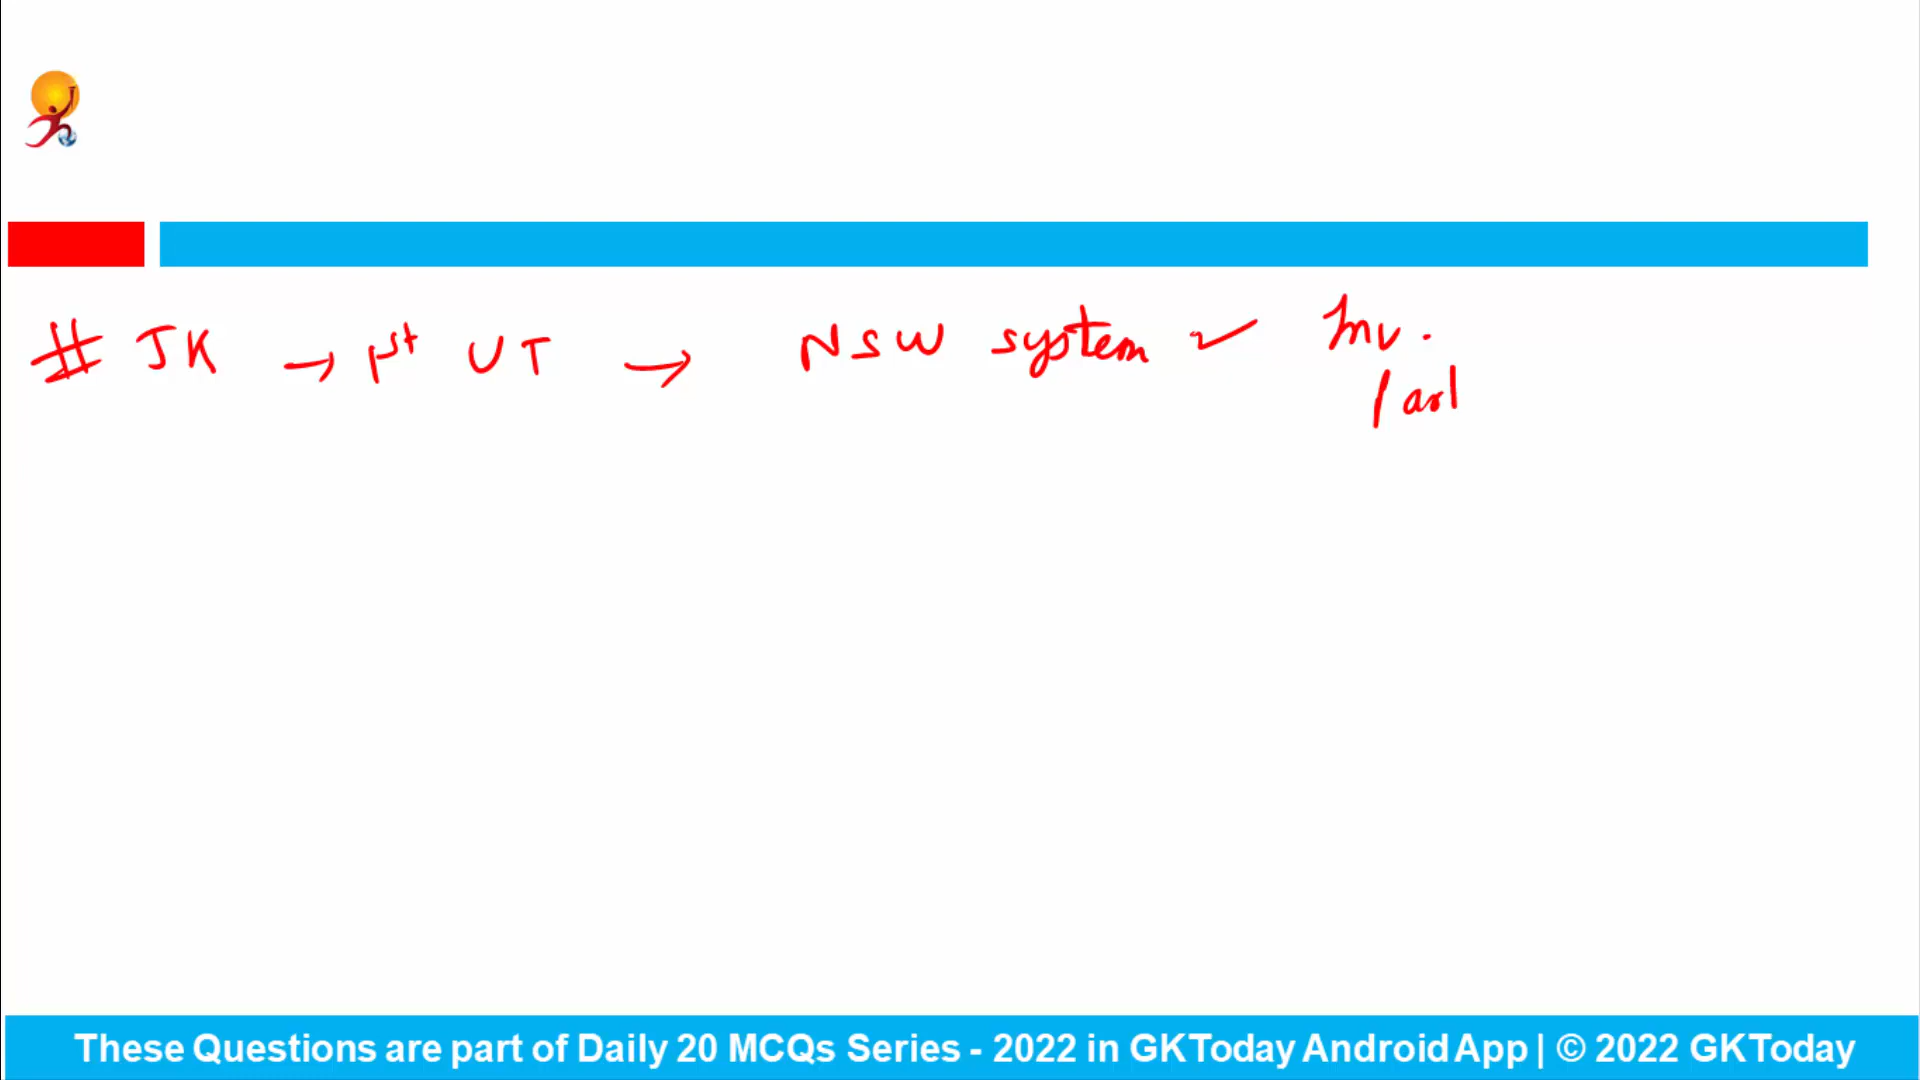 # JK → 1st UT → NSW system ✓ Inv.
Footer: These Questions are part of Daily 20 MCQs Series - 2022 in GKToday Android App | © 2022 GKToday